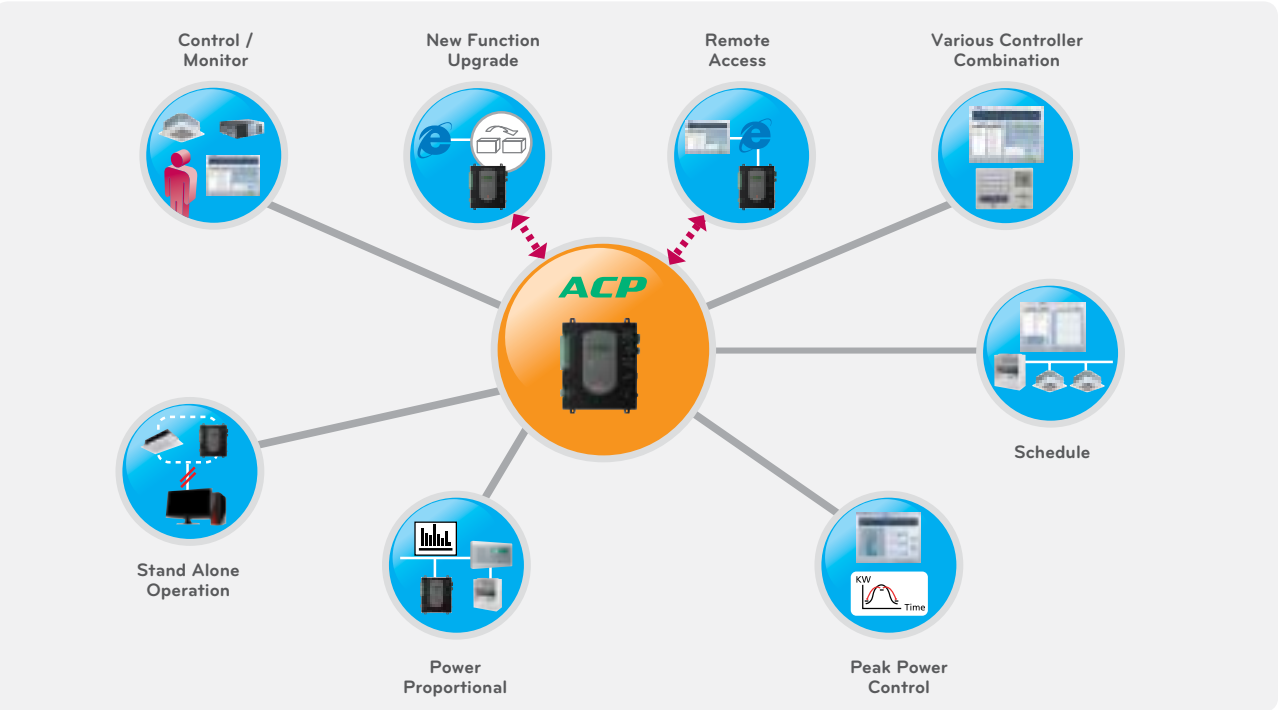 Control /
Monitor
New Function
Upgrade
Remote
Access
Various Controller
Combination
ACP
Schedule
Stand Alone
Operation
Power
Proportional
KW
Time
Peak Power
Control